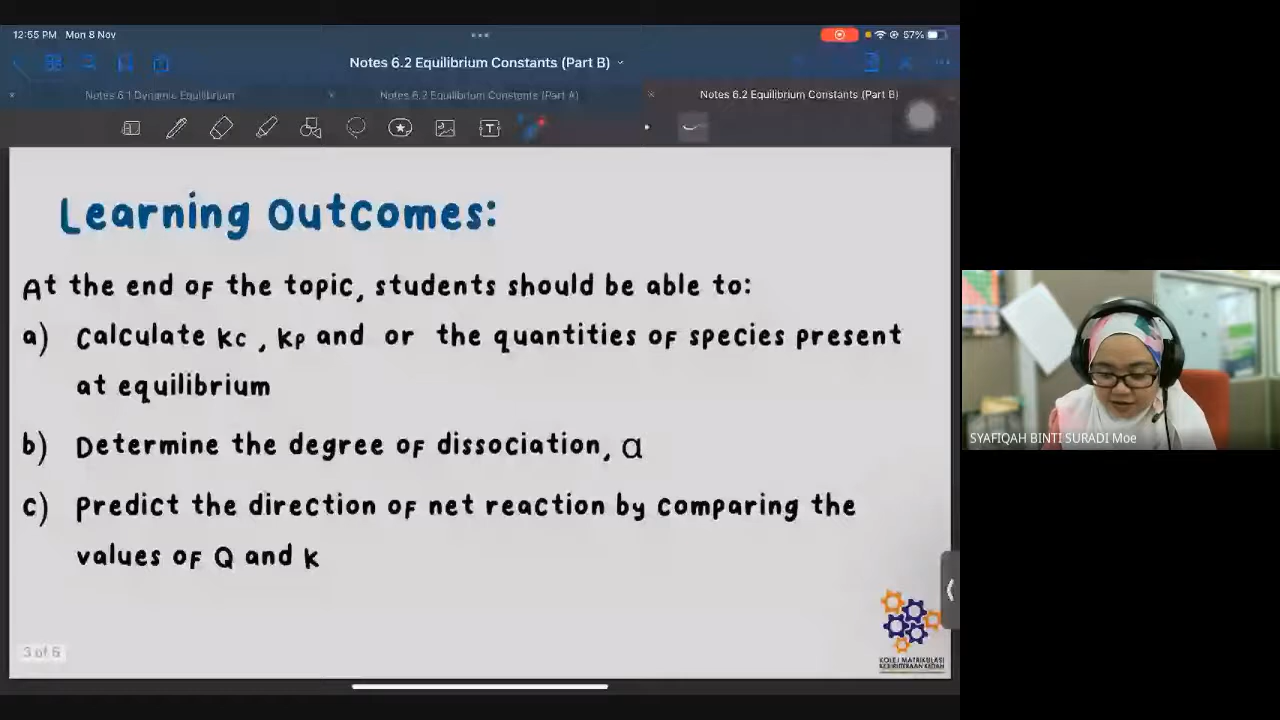 12:55 PM Mon 8 Nov
57%
Notes 6.2 Equilibrium Constants (Part B)
Notes 6.1 Dynamic Equilibrium
Notes 6.2 Equilibrium Constants (Part A)
Notes 6.2 Equilibrium Constants (Part B)
Learning Outcomes:
At the end of the topic, students should be able to:
a) Calculate Kc , Kp and or the quantities of species present
at equilibrium
b) Determine the degree of dissociation, α
c) Predict the direction of net reaction by comparing the
values of Q and K
3 of 6
KOLEJ MATRIKULASI
KEJURUTERAAN KEDAH
SYAFIQAH BINTI SURADI Moe